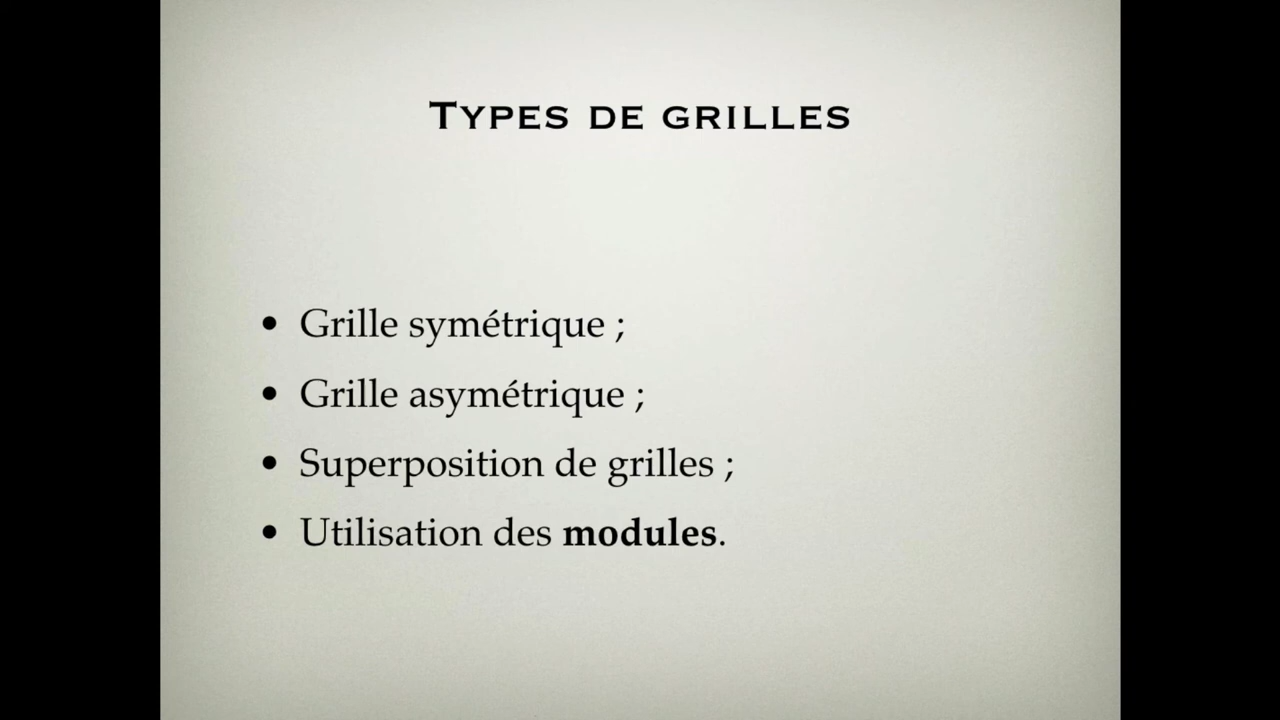 Types de grilles
• Grille symétrique ;
• Grille asymétrique ;
• Superposition de grilles ;
• Utilisation des modules.